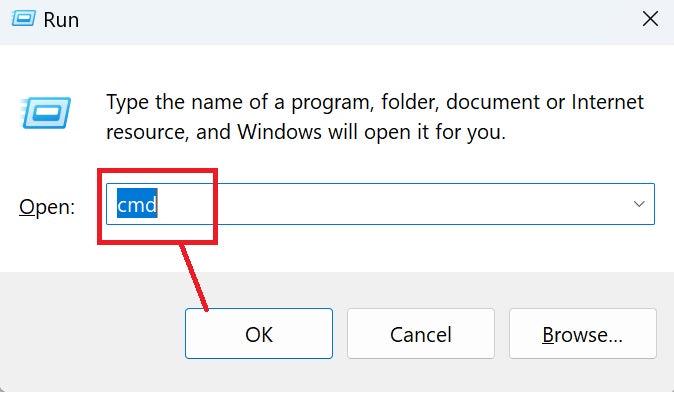 Run
Type the name of a program, folder, document or Internet
resource, and Windows will open it for you.
Open: cmd
OK Cancel Browse...